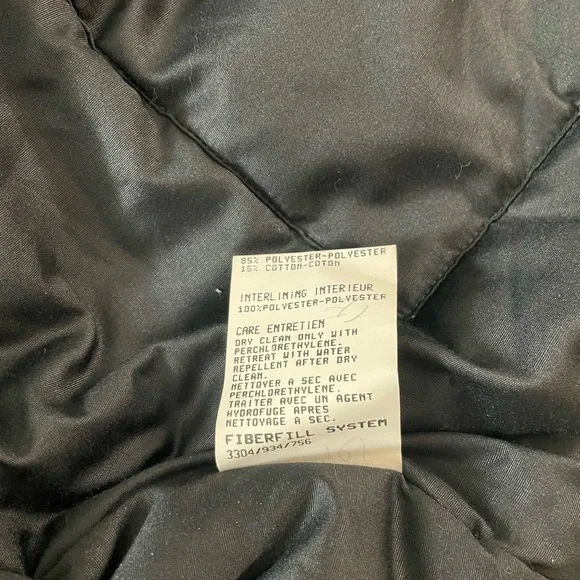 85% POLYESTER-POLYESTER
15% COTTON-COTON
INTERLINING INTERIEUR
100%POLYESTER-POLYESTER
CARE ENTRETIEN
DRY CLEAN ONLY WITH
PERCHLORETHYLENE.
RETREAT WITH WATER
REPELLENT AFTER DRY
CLEAN.
NETTOYER A SEC AVEC
PERCHLORETHYLENE.
TRAITER AVEC UN AGENT
HYDROFUGE APRES
NETTOYAGE A SEC.
FIBERFILL SYSTEM
3304/934/756